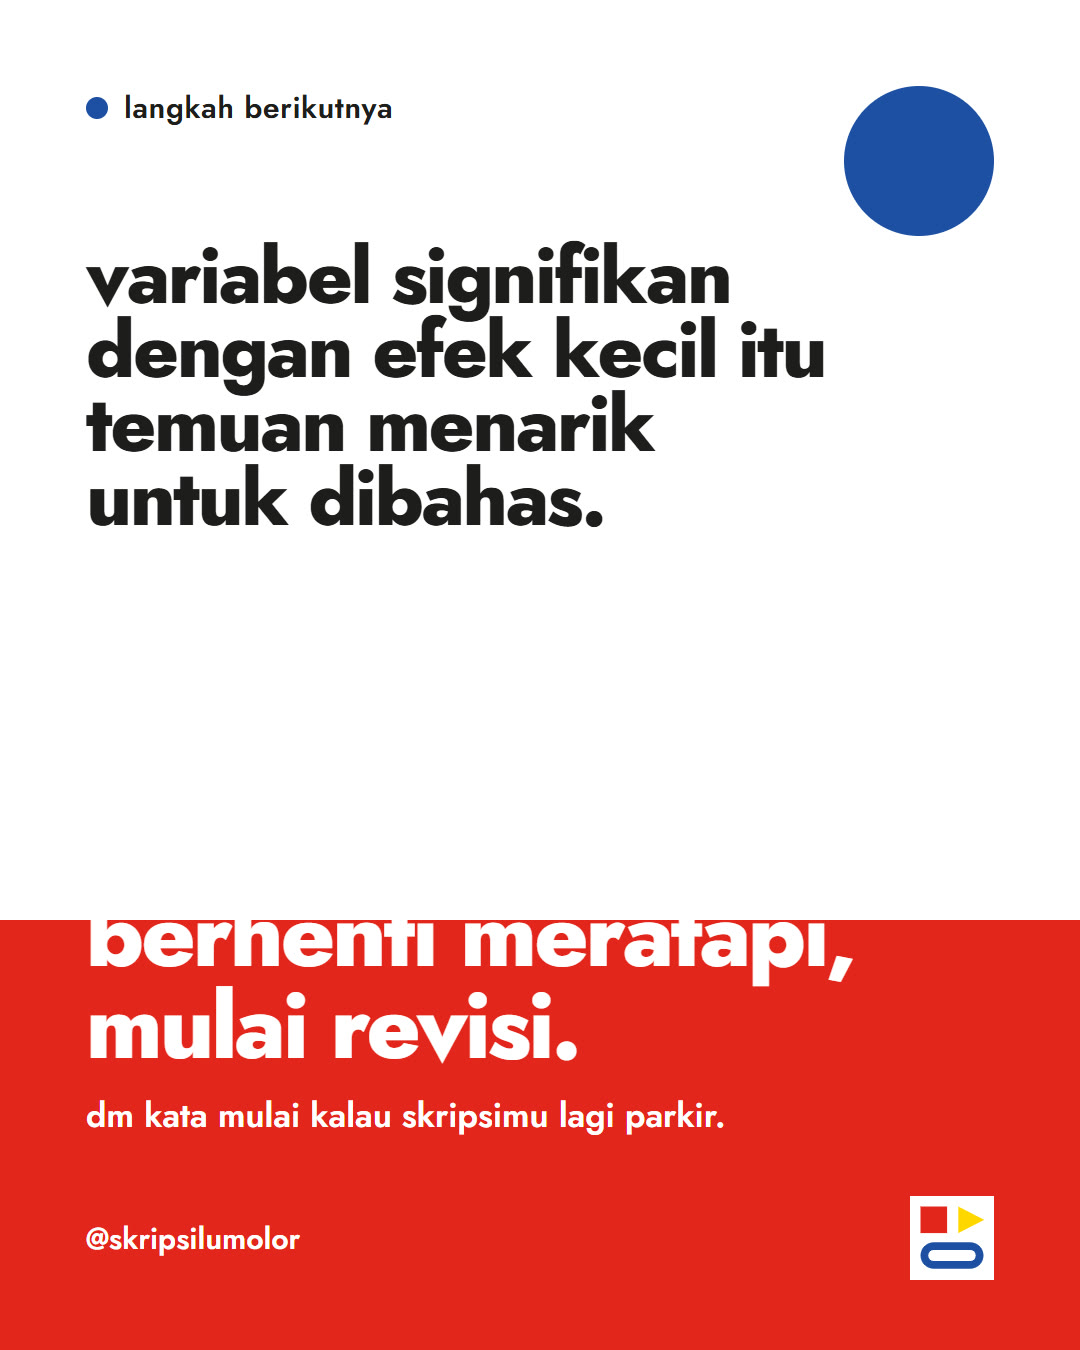 langkah berikutnya
variabel signifikan
dengan efek kecil itu
temuan menarik
untuk dibahas.
berhenti meratapi,
mulai revisi.
dm kata mulai kalau skripsimu lagi parkir.
@skripsilumolor